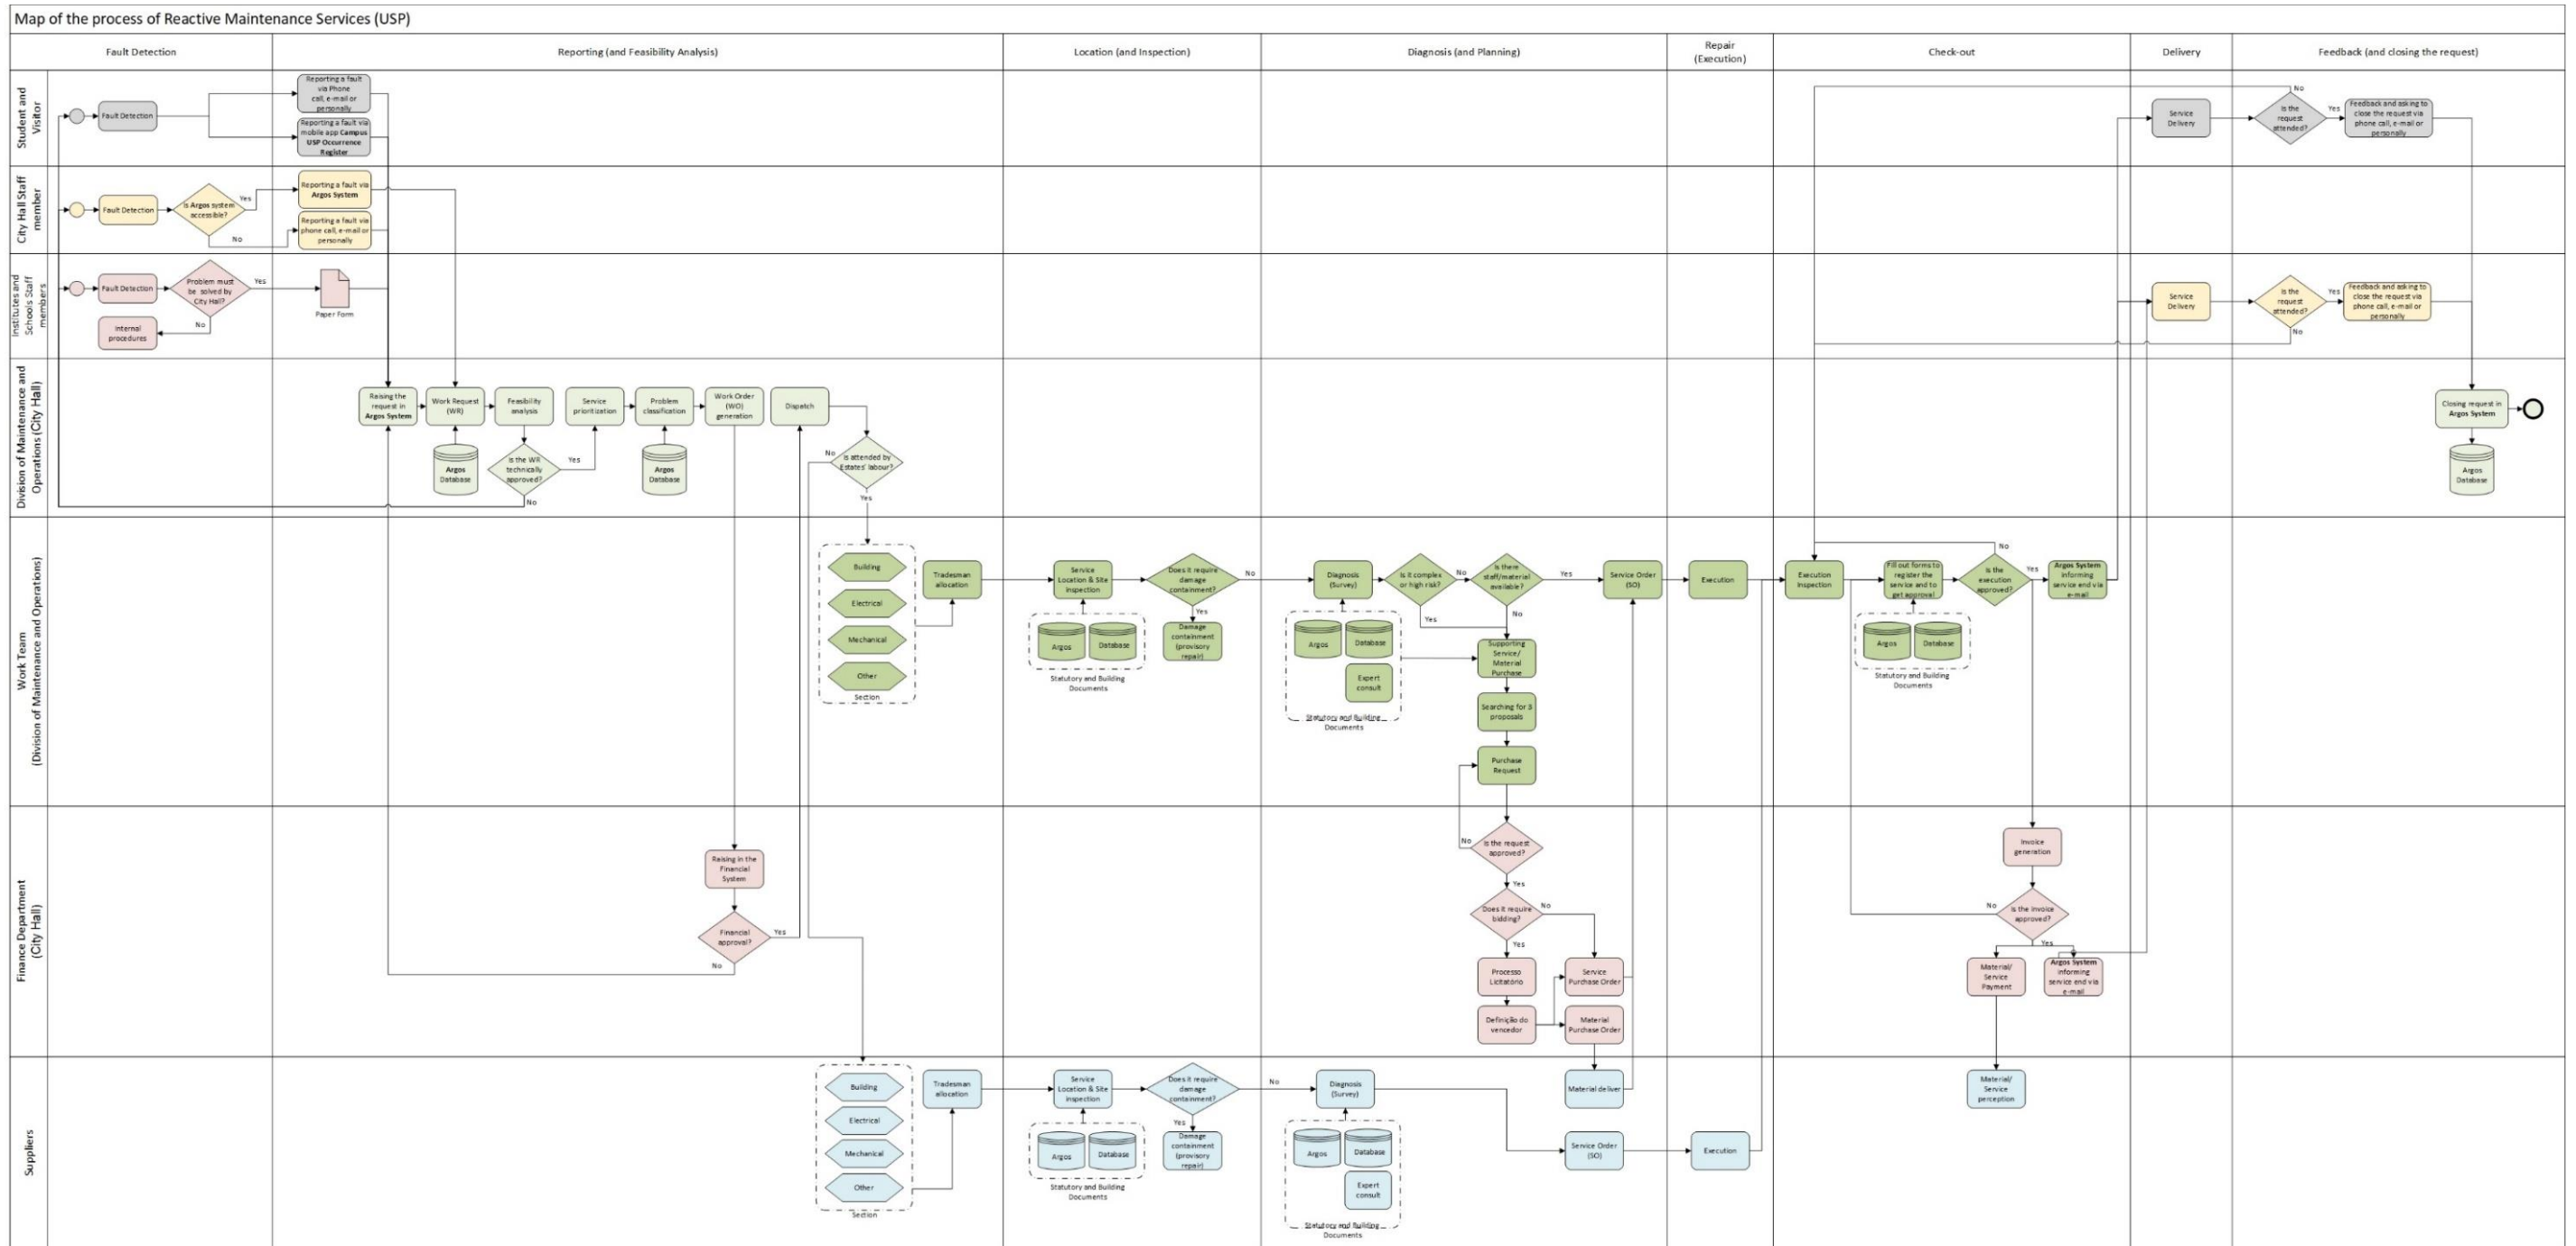 Map of the process of Reactive Maintenance Services (USP)
Fault Detection
Reporting (and Feasibility Analysis)
Location (and Inspection)
Diagnosis (and Planning)
Repair
(Execution)
Check-out
Delivery
Feedback (and closing the request)
Student and
Visitor
Fault Detection
Reporting a fault
via Phone
call, e-mail or
personally
Reporting a fault via
mobile app Campus
USP Occurrence
Register
Service
Delivery
Is the
request
attended?
No
Yes
Feedback and asking to
close the request via
phone call, e-mail or
personally
City Hall Staff
member
Fault Detection
Is Argos system
accessible?
Yes
No
Reporting a fault via
Argos System
Reporting a fault via
phone call, e-mail or
personally
Institutes and
Schools Staff
members
Fault Detection
Problem must
be solved by
City Hall?
Yes
No
Internal
procedures
Paper Form
Service
Delivery
Is the
request
attended?
Yes
No
Feedback and asking to
close the request via
phone call, e-mail or
personally
Division of Maintenance and
Operations (City Hall)
Raising the
request in
Argos System
Work Request
(WR)
Feasibility
analysis
Service
prioritization
Problem
classification
Work Order
(WO)
generation
Dispatch
Argos
Database
Is the WR
technically
approved?
Yes
No
Argos
Database
Is attended by
Estates' labour?
No
Yes
Closing request in
Argos System
Argos
Database
Work Team
(Division of Maintenance and Operations)
Building
Electrical
Mechanical
Other
Section
Tradesman
allocation
Service
Location & Site
inspection
Argos
Database
Statutory and Building
Documents
Does it require
damage
containment?
No
Yes
Damage
containment
(provisory
repair)
Diagnosis
(Survey)
Argos
Database
Expert
consult
Statutory and Building
Documents
Is it complex
or high risk?
No
Yes
Is there
staff/material
available?
Yes
No
Supporting
Service/
Material
Purchase
Searching for 3
proposals
Purchase
Request
Service Order
(SO)
Execution
Execution
Inspection
Fill out forms to
register the
service and to
get approval
Argos
Database
Statutory and Building
Documents
Is the
execution
approved?
No
Yes
Argos System
informing
service end via
e-mail
Finance Department
(City Hall)
Raising in the
Financial
System
Financial
approval?
Yes
No
Is the request
approved?
No
Yes
Does it require
bidding?
No
Yes
Processo
Licitatório
Definição do
vencedor
Service
Purchase Order
Material
Purchase Order
Invoice
generation
Is the invoice
approved?
No
Yes
Material/
Service
Payment
Argos System
informing
service end via
e-mail
Suppliers
Building
Electrical
Mechanical
Other
Section
Tradesman
allocation
Service
Location & Site
inspection
Argos
Database
Statutory and Building
Documents
Does it require
damage
containment?
No
Yes
Damage
containment
(provisory
repair)
Diagnosis
(Survey)
Argos
Database
Expert
consult
Statutory and Building
Documents
Material deliver
Service Order
(SO)
Execution
Material/
Service
perception